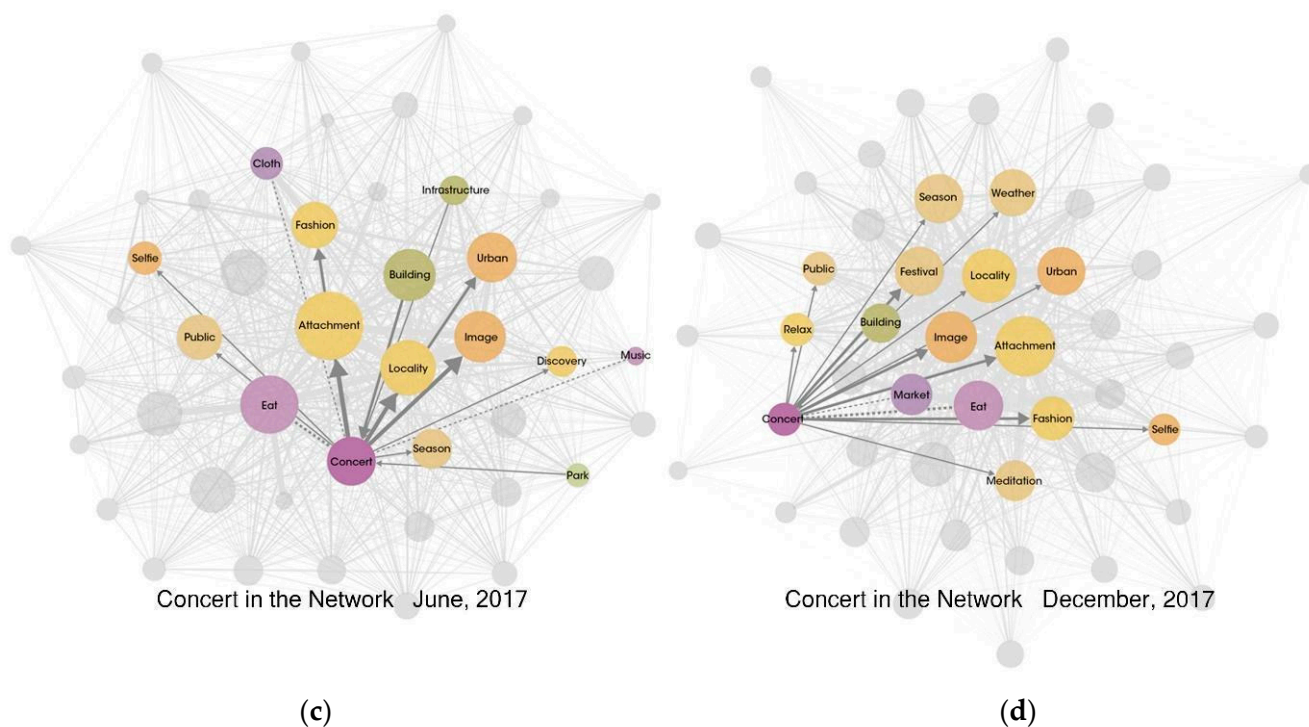 Cloth
Infrastructure
Fashion
Selfie
Urban
Building
Attachment
Public
Image
Discovery
Music
Locality
Eat
Season
Concert
Park
Concert in the Network June, 2017
(c)
Season
Weather
Public
Festival
Locality
Urban
Relax
Building
Image
Attachment
Market
Eat
Concert
Fashion
Selfie
Meditation
Concert in the Network December, 2017
(d)